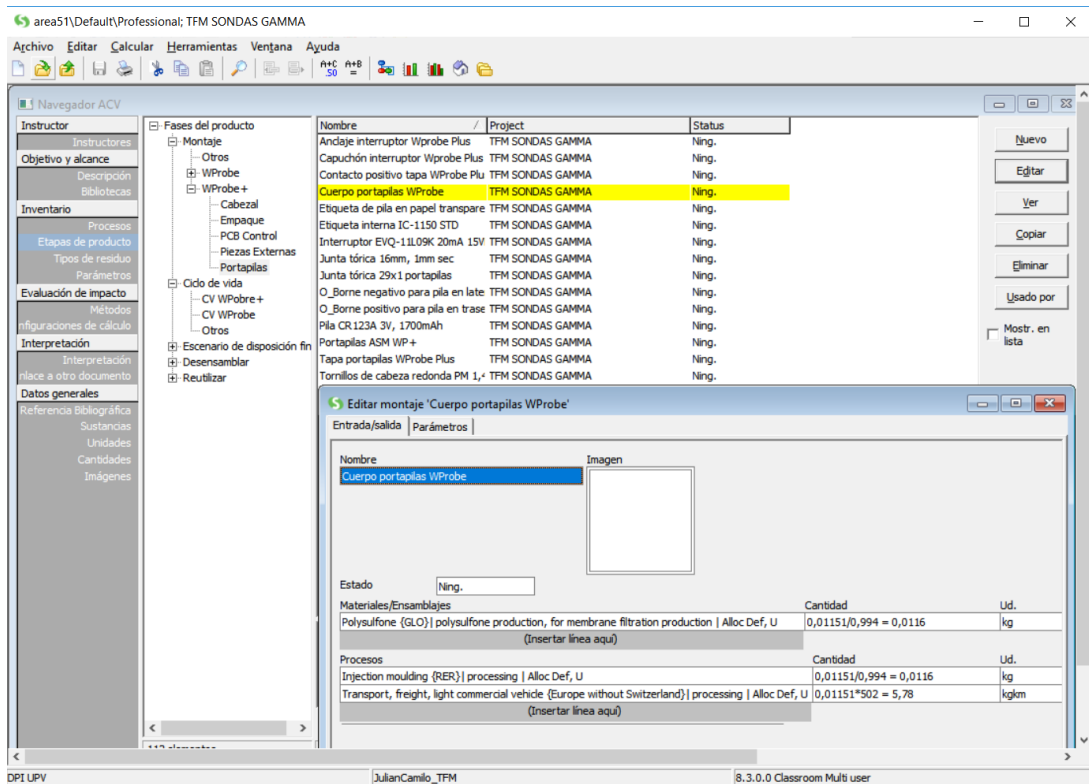 area51\Default\Professional; TFM SONDAS GAMMA
Archivo Editar Calcular Herramientas Ventana Ayuda
A+C .50 A+B =
Navegador ACV
Instructor
Instructores
Objetivo y alcance
Descripción
Bibliotecas
Inventario
Procesos
Etapas de producto
Tipos de residuo
Parámetros
Evaluación de impacto
Métodos
nfiguraciones de cálculo
Interpretación
Interpretación
nlace a otro documento
Datos generales
Referencia Bibliográfica
Sustancias
Unidades
Cantidades
Imágenes
Fases del producto
Montaje
Otros
WProbe
WProbe+
Cabezal
Empaque
PCB Control
Piezas Externas
Portapilas
Ciclo de vida
CV WPobre+
CV WProbe
Otros
Escenario de disposición fin
Desensamblar
Reutilizar
Nombre / Project Status
Anclaje interruptor Wprobe Plus TFM SONDAS GAMMA Ning.
Capuchón interruptor Wprobe Plus TFM SONDAS GAMMA Ning.
Contacto positivo tapa WProbe Plu TFM SONDAS GAMMA Ning.
Cuerpo portapilas WProbe TFM SONDAS GAMMA Ning.
Etiqueta de pila en papel transpare TFM SONDAS GAMMA Ning.
Etiqueta interna IC-1150 STD TFM SONDAS GAMMA Ning.
Interruptor EVQ-11L09K 20mA 15V TFM SONDAS GAMMA Ning.
Junta tórica 16mm, 1mm sec TFM SONDAS GAMMA Ning.
Junta tórica 29x1 portapilas TFM SONDAS GAMMA Ning.
O_Borne negativo para pila en late TFM SONDAS GAMMA Ning.
O_Borne positivo para pila en trase TFM SONDAS GAMMA Ning.
Pila CR123A 3V, 1700mAh TFM SONDAS GAMMA Ning.
Portapilas ASM WP+ TFM SONDAS GAMMA Ning.
Tapa portapilas WProbe Plus TFM SONDAS GAMMA Ning.
Tornillos de cabeza redonda PM 1,4 TFM SONDAS GAMMA Ning.
Nuevo
Editar
Ver
Copiar
Eliminar
Usado por
Mostr. en
lista
Editar montaje 'Cuerpo portapilas WProbe'
Entrada/salida Parámetros
Nombre Imagen
Cuerpo portapilas WProbe
Estado Ning.
Materiales/Ensamblajes Cantidad Ud.
Polysulfone {GLO}| polysulfone production, for membrane filtration production | Alloc Def, U 0,01151/0,994 = 0,0116 kg
(Insertar línea aquí)
Procesos Cantidad Ud.
Injection moulding {RER}| processing | Alloc Def, U 0,01151/0,994 = 0,0116 kg
Transport, freight, light commercial vehicle {Europe without Switzerland}| processing | Alloc Def, U 0,01151*502 = 5,78 kgkm
(Insertar línea aquí)
DPI UPV JulianCamilo_TFM 8.3.0.0 Classroom Multi user